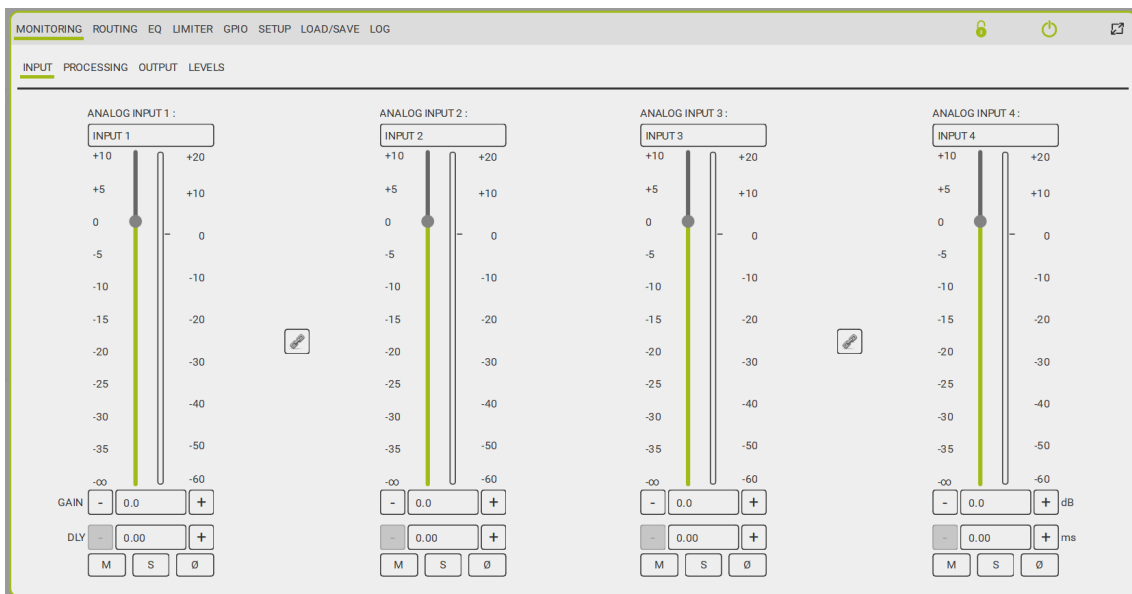 MONITORING ROUTING EQ LIMITER GPIO SETUP LOAD/SAVE LOG
INPUT PROCESSING OUTPUT LEVELS
ANALOG INPUT 1 : ANALOG INPUT 2 : ANALOG INPUT 3 : ANALOG INPUT 4 :
INPUT 1 INPUT 2 INPUT 3 INPUT 4
+10 +20 +10 +20 +10 +20 +10 +20
+5 +10 +5 +10 +5 +10 +5 +10
0 0 0 0 0 0 0 0
-5 -5 -5 -5
-10 -10 -10 -10 -10 -10 -10 -10
-15 -20 -15 -20 -15 -20 -15 -20
-20 -30 -20 -30 -20 -30 -20 -30
-25 -40 -25 -40 -25 -40 -25 -40
-30 -30 -30 -30
-35 -50 -35 -50 -35 -50 -35 -50
-∞ -60 -∞ -60 -∞ -60 -∞ -60
GAIN - 0.0 + - 0.0 + - 0.0 + - 0.0 + dB
DLY - 0.00 + - 0.00 + - 0.00 + - 0.00 + ms
M S Ø M S Ø M S Ø M S Ø